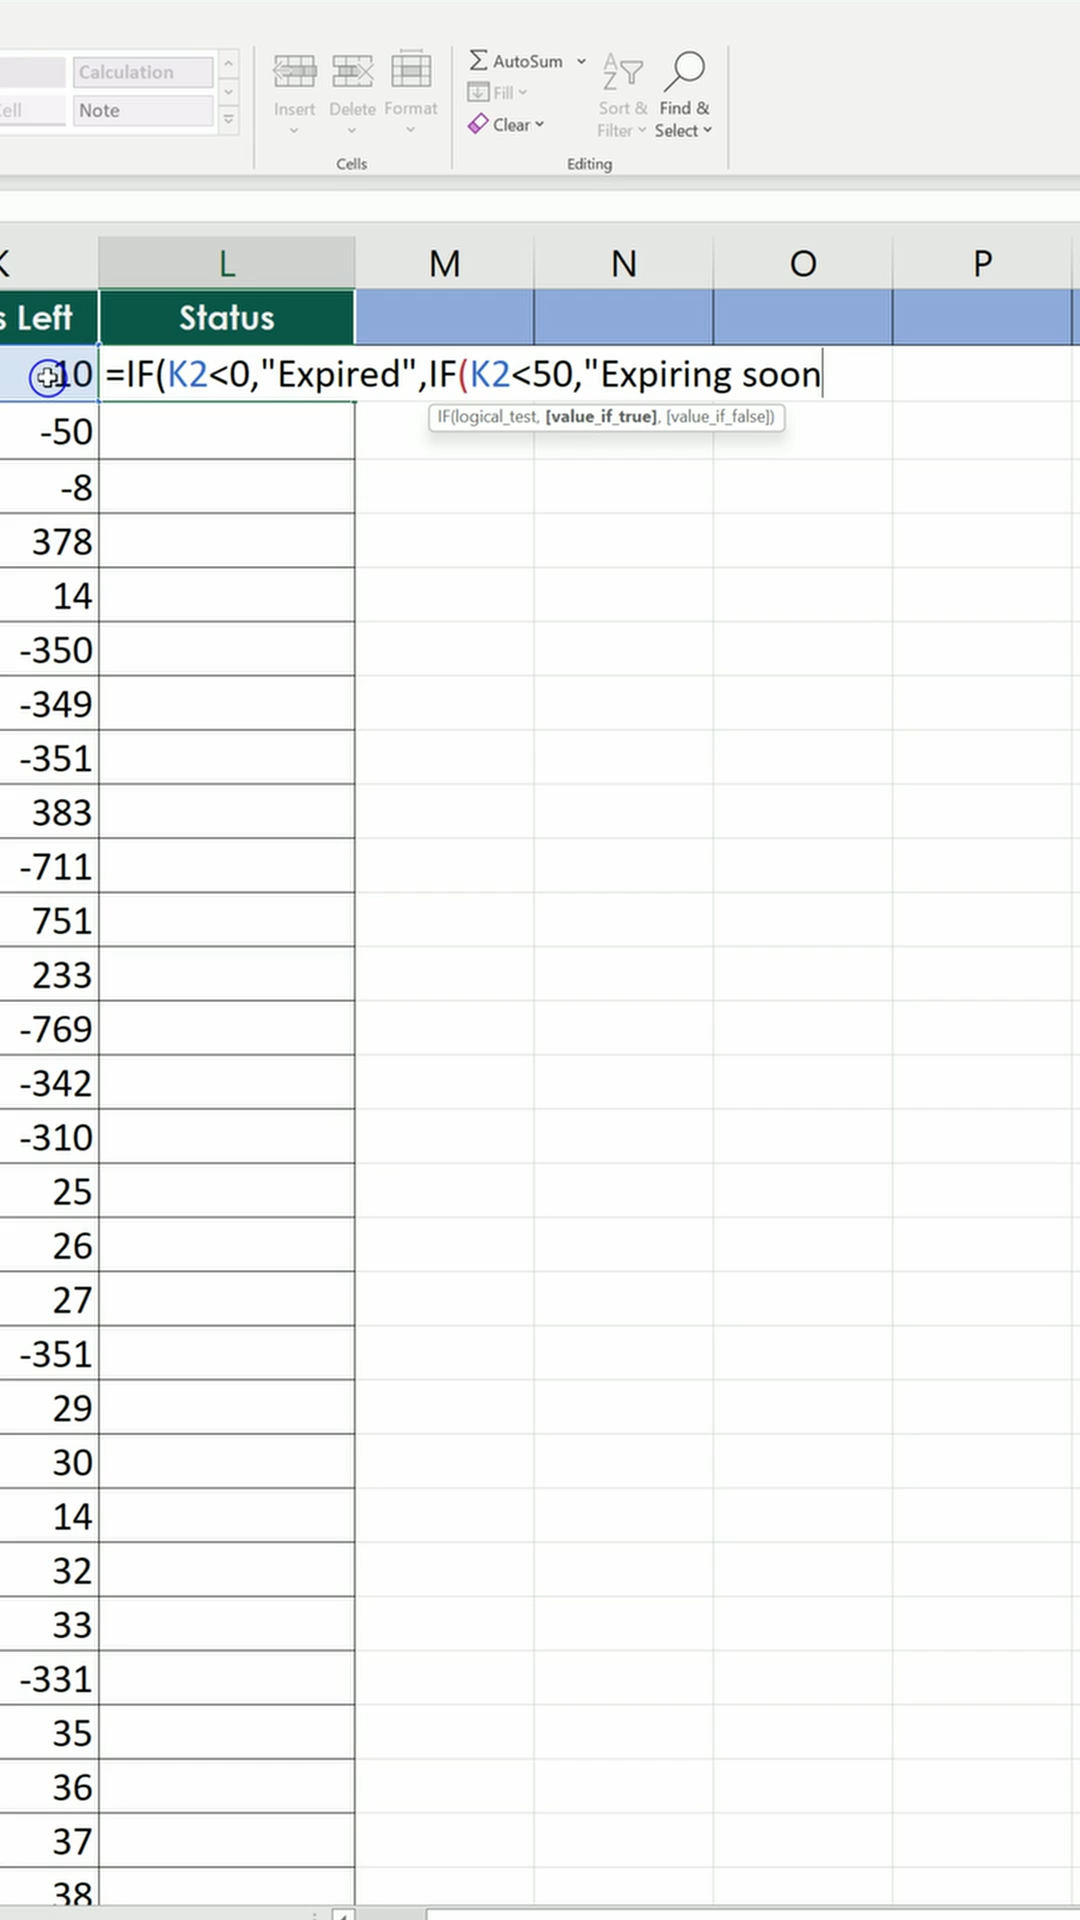 Calculation
Cell Note
Insert Delete Format
Cells
AutoSum
Fill
Clear
Sort & Filter
Find & Select
Editing
K L M N O P
s Left Status
-10 =IF(K2<0,"Expired",IF(K2<50,"Expiring soon
IF(logical_test, [value_if_true], [value_if_false])
-50
-8
378
14
-350
-349
-351
383
-711
751
233
-769
-342
-310
25
26
27
-351
29
30
14
32
33
-331
35
36
37
38